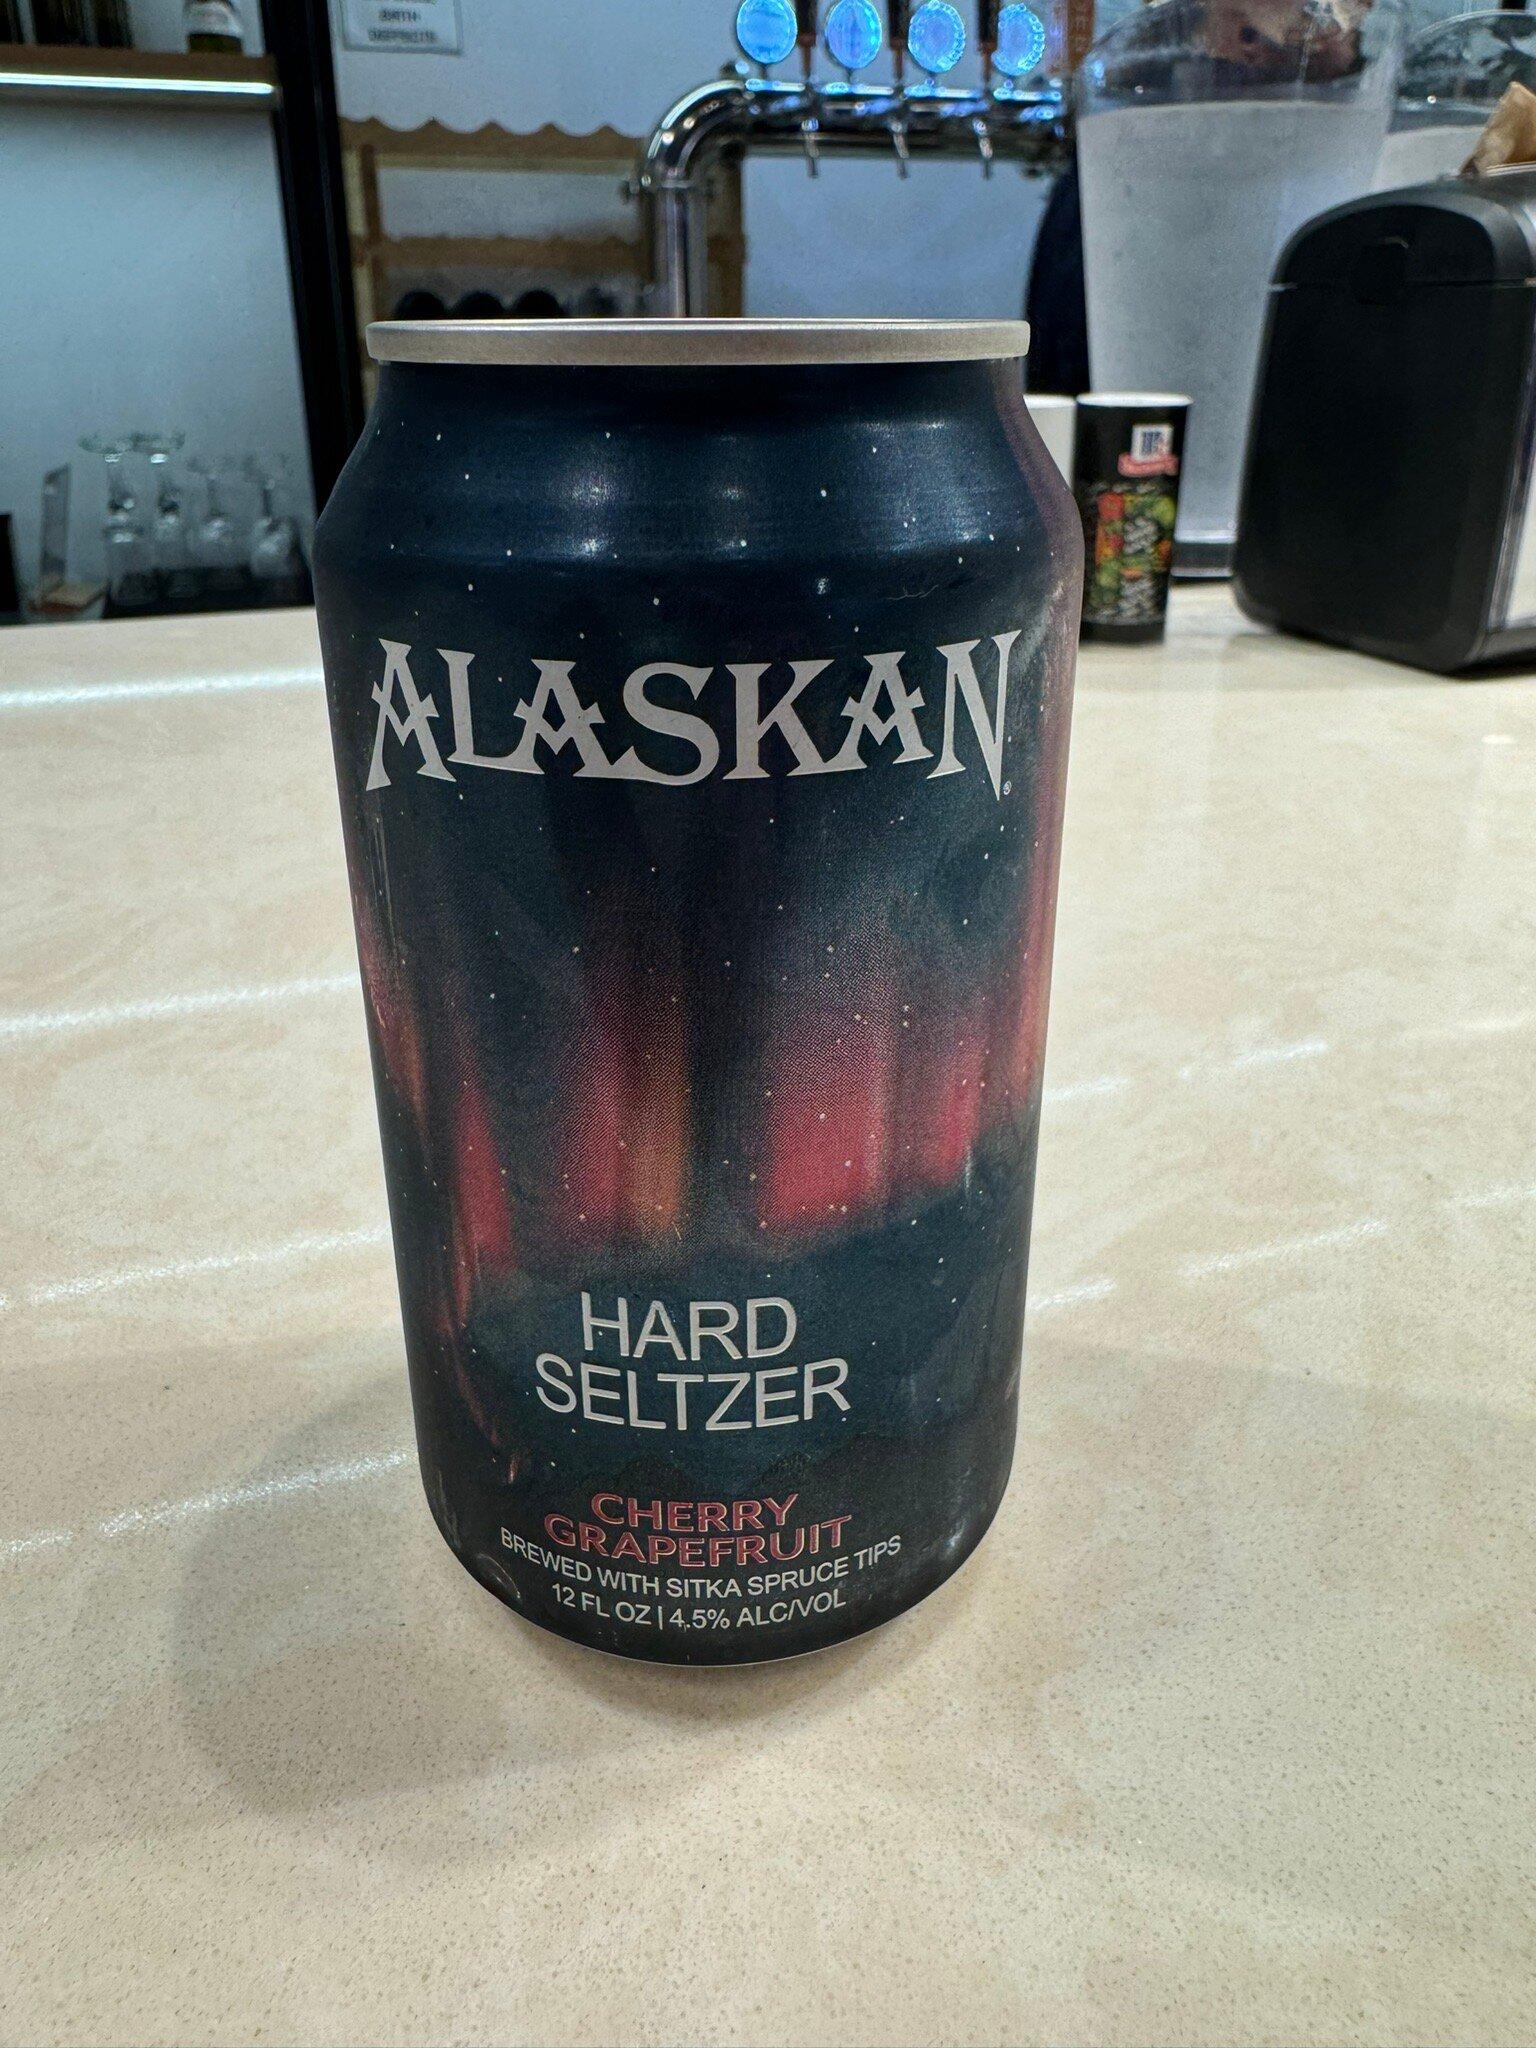 ALASKAN
HARD
SELTZER
CHERRY
GRAPEFRUIT
BREWED WITH SITKA SPRUCE TIPS
12 FL OZ | 4.5% ALC/VOL